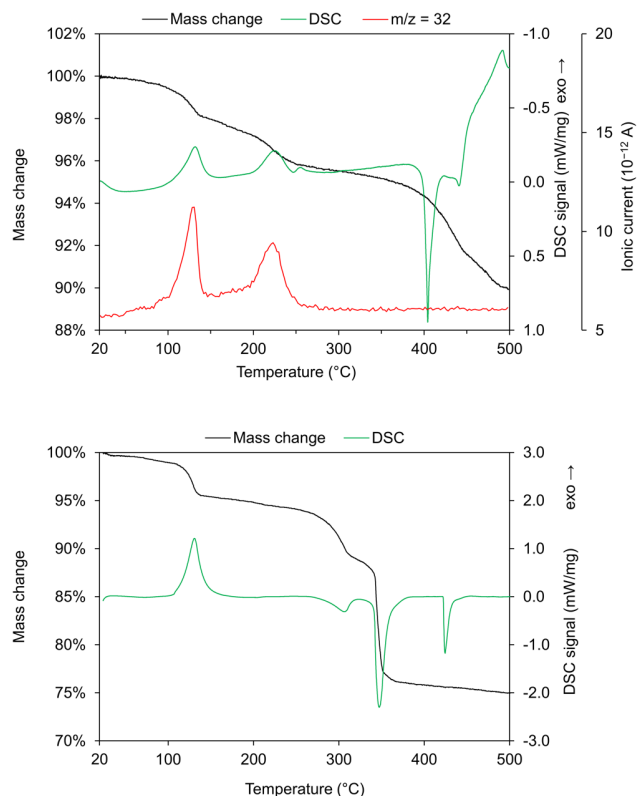 Mass change DSC m/z = 32
102% -1.0 20
100%
98% -0.5 15
96% 0.0
94%
92% 0.5 10
90%
88% 1.0 5
20 100 200 300 400 500
Temperature (°C)
Mass change
DSC signal (mW/mg) exo →
Ionic current (10⁻¹² A)
Mass change DSC
100% 3.0
95% 2.0
90% 1.0
85% 0.0
80% -1.0
75% -2.0
70% -3.0
20 100 200 300 400 500
Temperature (°C)
Mass change
DSC signal (mW/mg) exo →